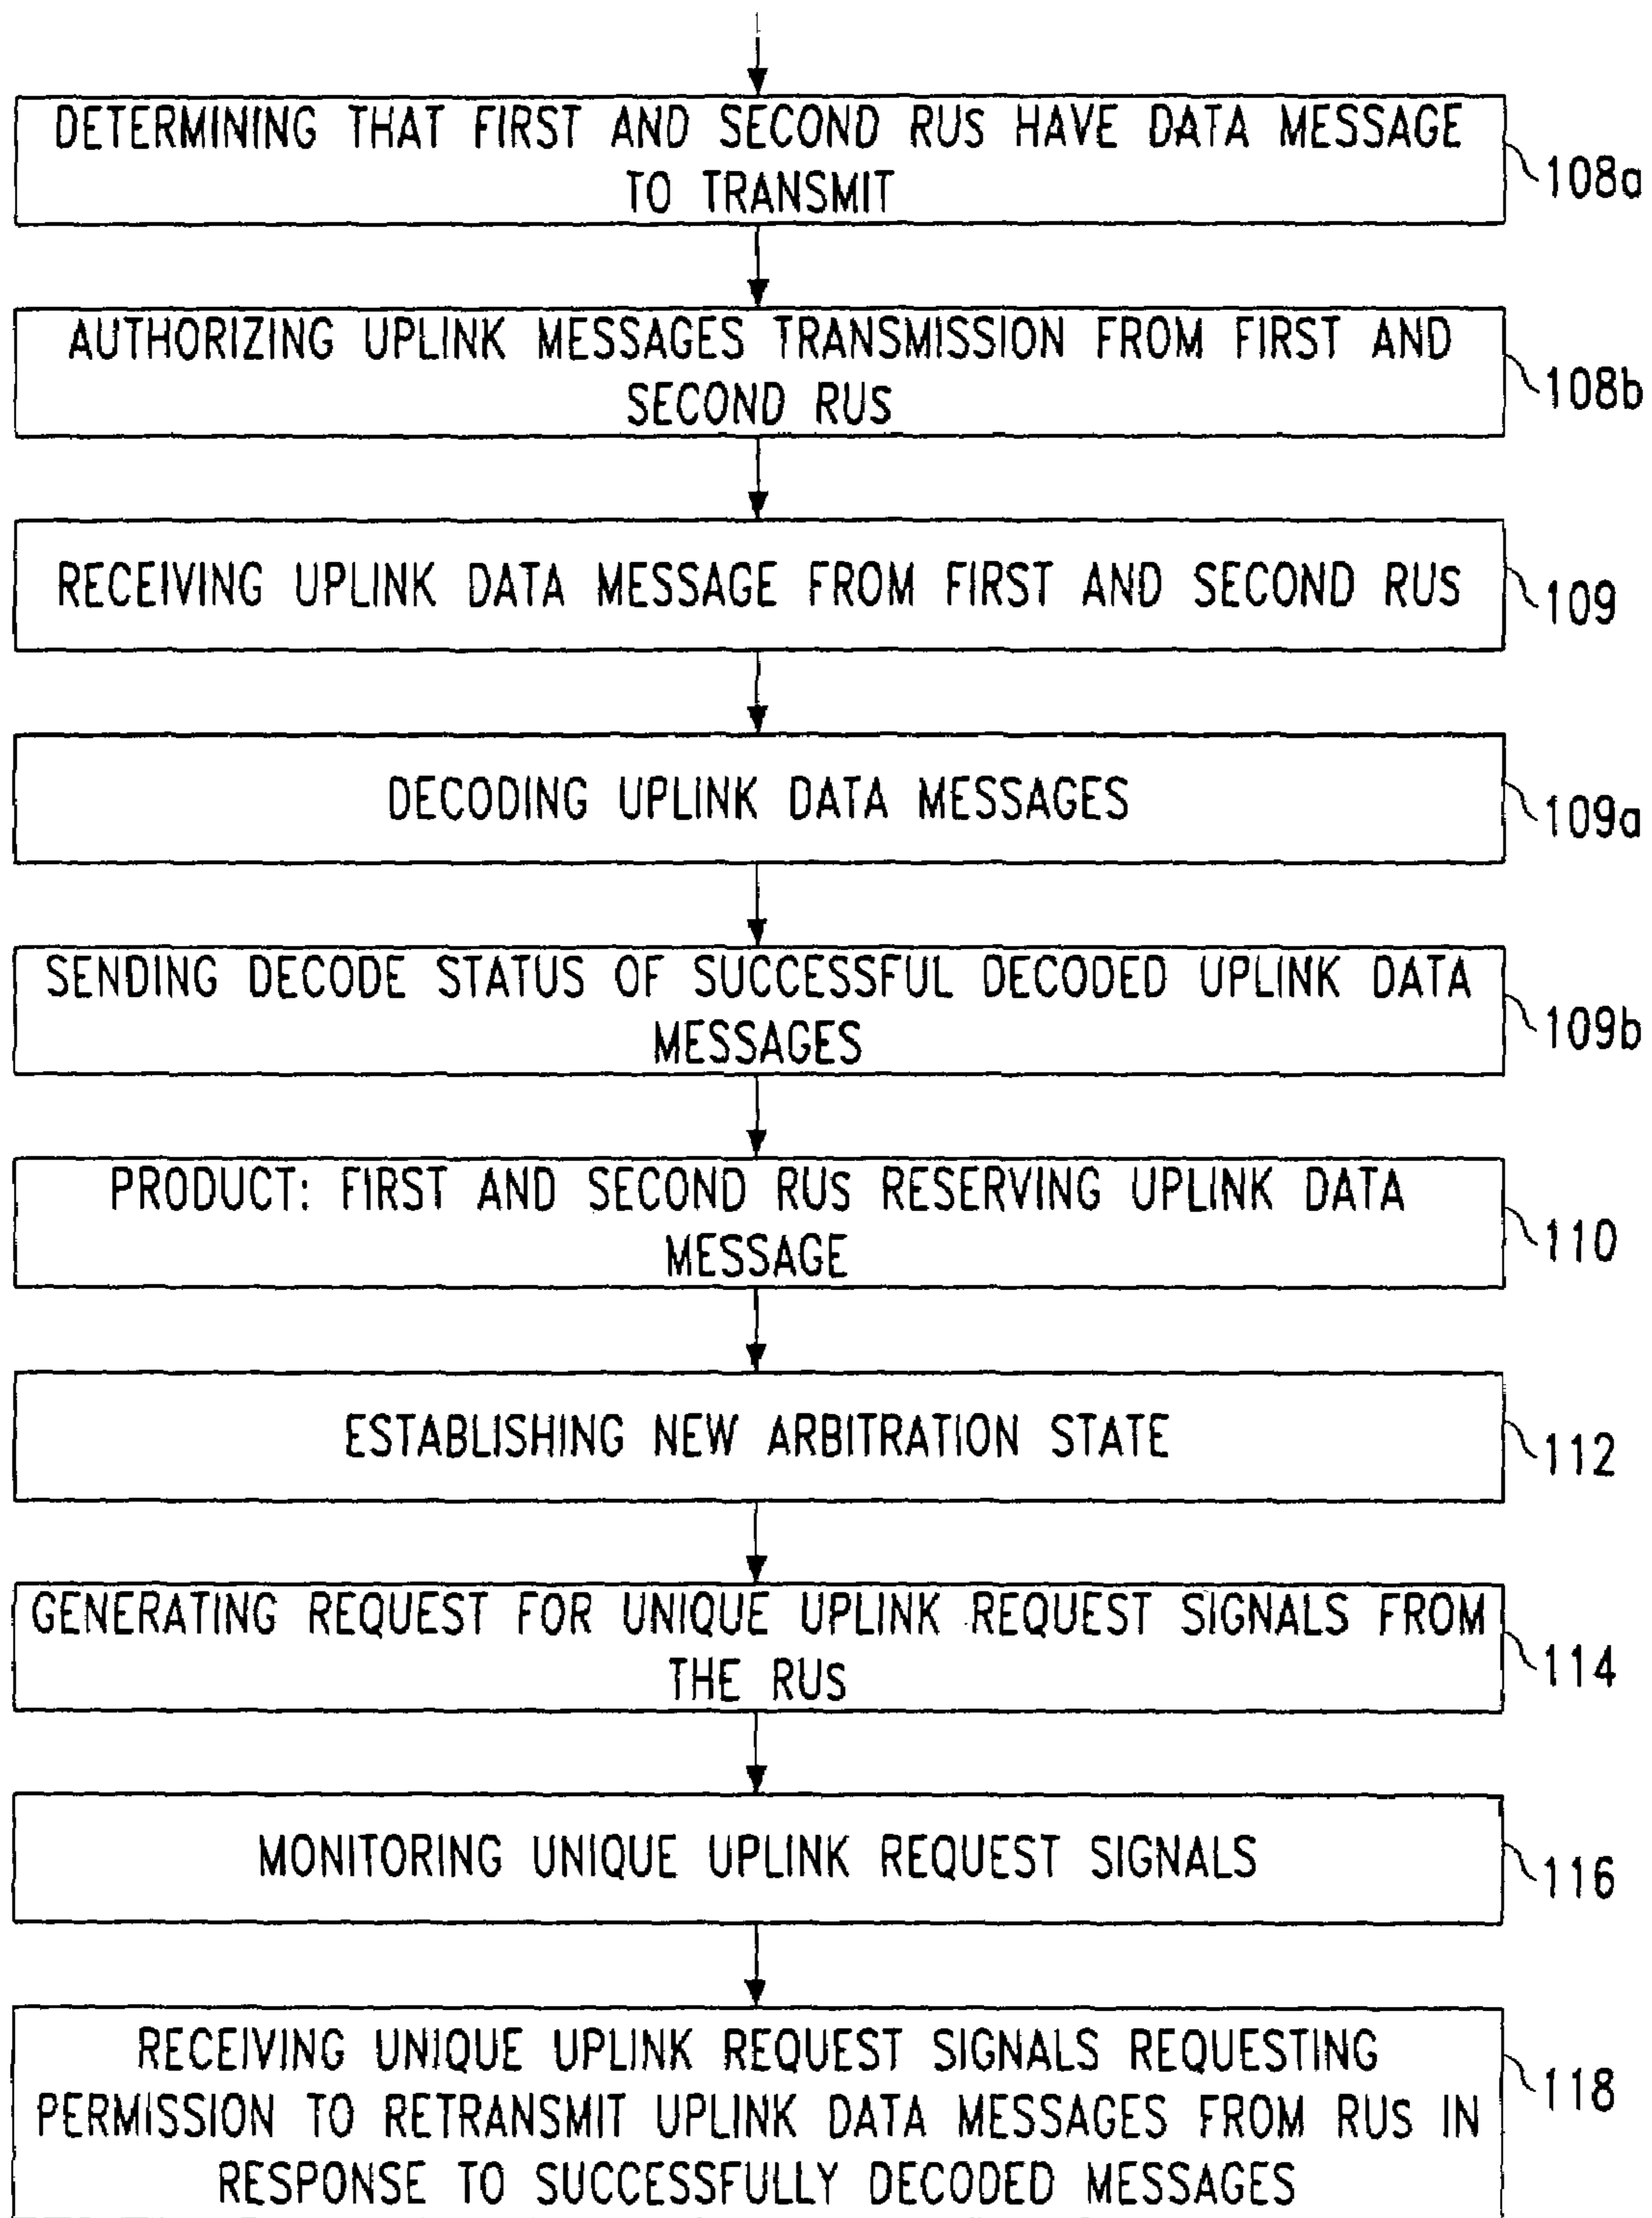 DETERMINING THAT FIRST AND SECOND RUs HAVE DATA MESSAGE
TO TRANSMIT
108a
AUTHORIZING UPLINK MESSAGES TRANSMISSION FROM FIRST AND
SECOND RUs
108b
RECEIVING UPLINK DATA MESSAGE FROM FIRST AND SECOND RUS
109
DECODING UPLINK DATA MESSAGES
109a
SENDING DECODE STATUS OF SUCCESSFUL DECODED UPLINK DATA
MESSAGES
109b
PRODUCT: FIRST AND SECOND RUs RESERVING UPLINK DATA
MESSAGE
110
ESTABLISHING NEW ARBITRATION STATE
112
GENERATING REQUEST FOR UNIQUE UPLINK REQUEST SIGNALS FROM
THE RUs
114
MONITORING UNIQUE UPLINK REQUEST SIGNALS
116
RECEIVING UNIQUE UPLINK REQUEST SIGNALS REQUESTING
PERMISSION TO RETRANSMIT UPLINK DATA MESSAGES FROM RUs IN
RESPONSE TO SUCCESSFULLY DECODED MESSAGES
118